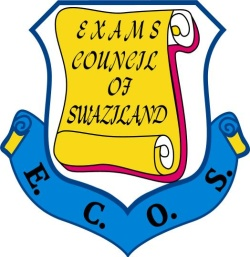 EXAMS
COUNCIL
OF
SWAZILAND
E. C. O. S.